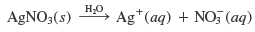 AgNO₃(s) —H₂O→ Ag⁺(aq) + NO₃⁻(aq)